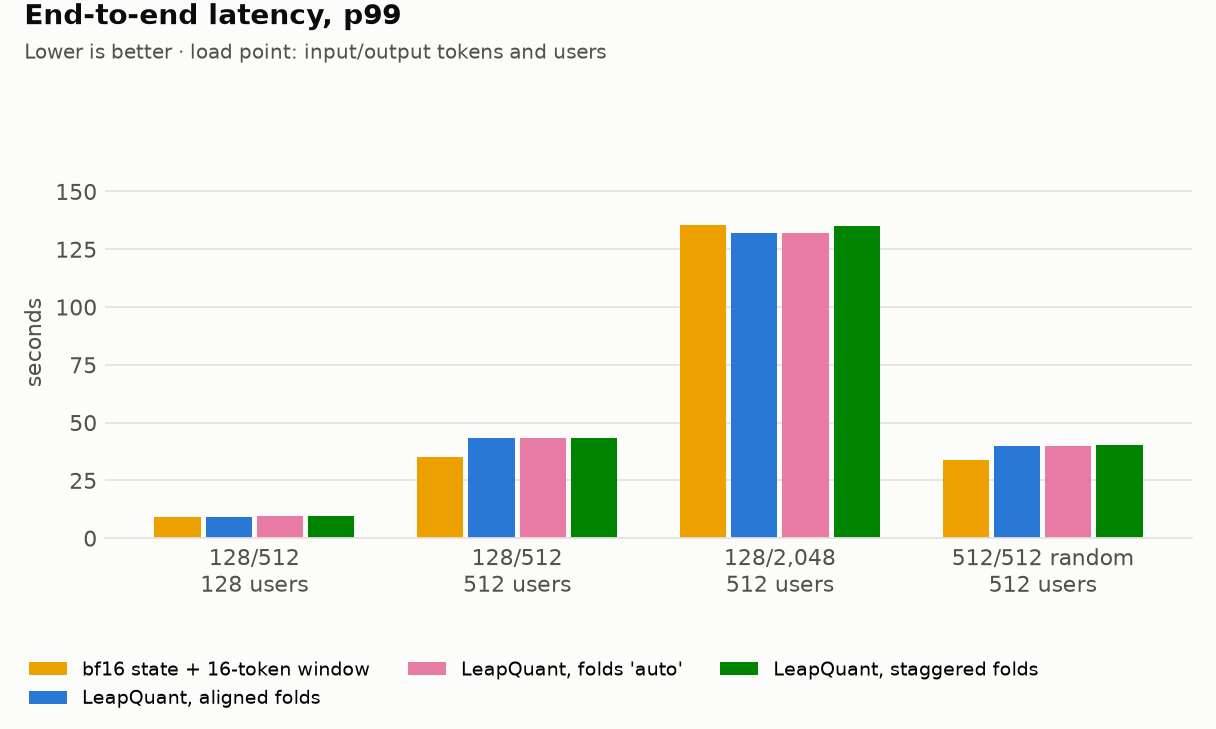 End-to-end latency, p99
Lower is better · load point: input/output tokens and users
150
125
100
75
50
25
0
seconds
128/512
128 users
128/512
512 users
128/2,048
512 users
512/512 random
512 users
bf16 state + 16-token window
LeapQuant, aligned folds
LeapQuant, folds 'auto'
LeapQuant, staggered folds